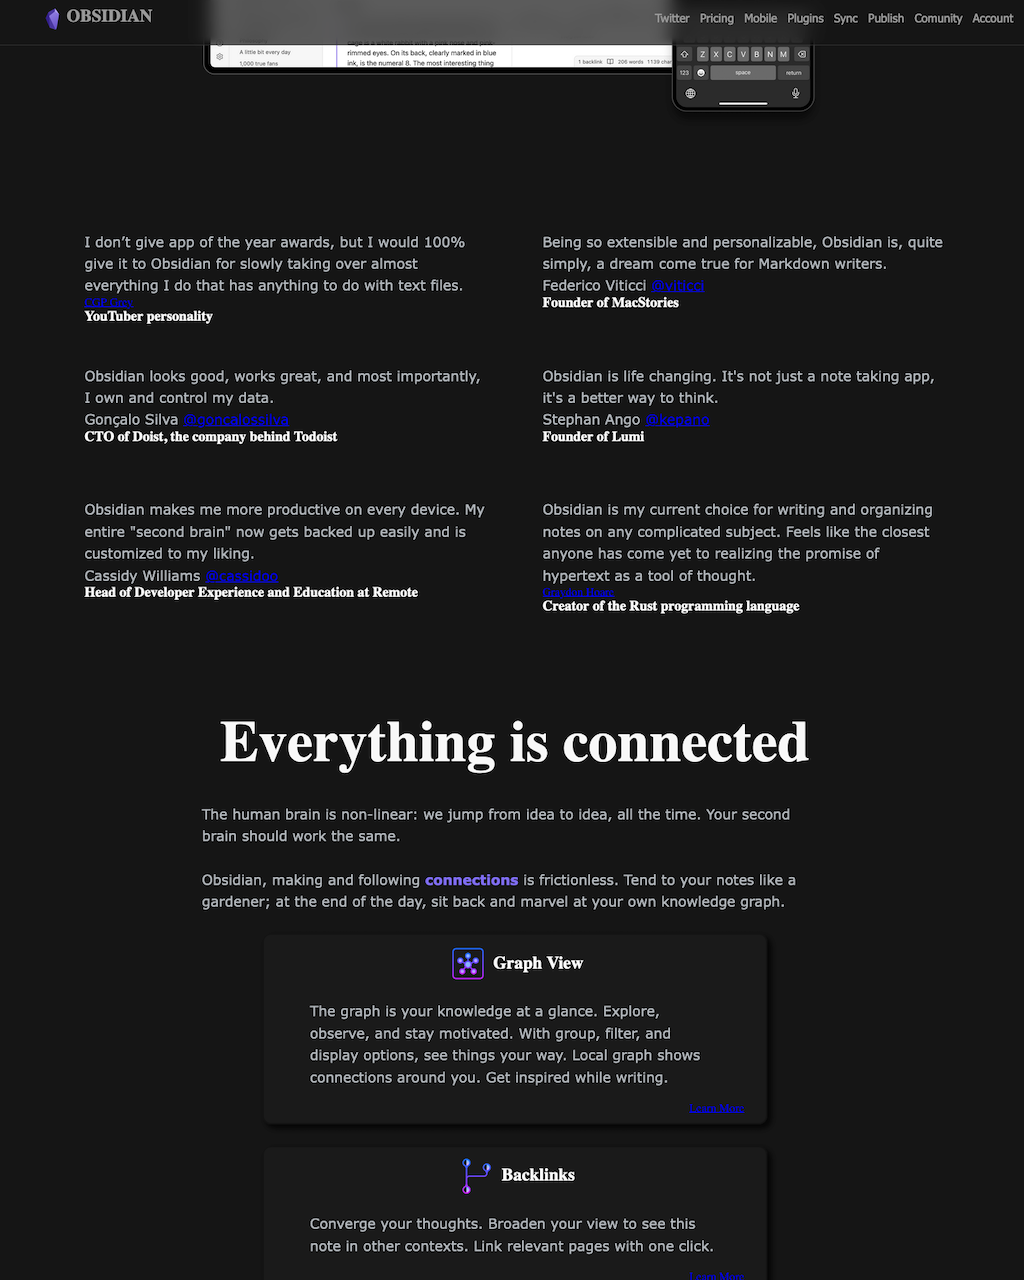 OBSIDIAN
Twitter Pricing Mobile Plugins Sync Publish Comunity Account
A little bit every day
1,000 true fans
rimmed eyes. On its back, clearly marked in blue
ink, is the numeral 8. The most interesting thing
1 backlink 206 words 1139 char
Z X C V B N M
123 space return
I don’t give app of the year awards, but I would 100%
give it to Obsidian for slowly taking over almost
everything I do that has anything to do with text files.
CGP Grey
YouTuber personality
Being so extensible and personalizable, Obsidian is, quite
simply, a dream come true for Markdown writers.
Federico Viticci @viticci
Founder of MacStories
Obsidian looks good, works great, and most importantly,
I own and control my data.
Gonçalo Silva @goncalossilva
CTO of Doist, the company behind Todoist
Obsidian is life changing. It's not just a note taking app,
it's a better way to think.
Stephan Ango @kepano
Founder of Lumi
Obsidian makes me more productive on every device. My
entire "second brain" now gets backed up easily and is
customized to my liking.
Cassidy Williams @cassidoo
Head of Developer Experience and Education at Remote
Obsidian is my current choice for writing and organizing
notes on any complicated subject. Feels like the closest
anyone has come yet to realizing the promise of
hypertext as a tool of thought.
Graydon Hoare
Creator of the Rust programming language
Everything is connected
The human brain is non-linear: we jump from idea to idea, all the time. Your second
brain should work the same.
Obsidian, making and following connections is frictionless. Tend to your notes like a
gardener; at the end of the day, sit back and marvel at your own knowledge graph.
Graph View
The graph is your knowledge at a glance. Explore,
observe, and stay motivated. With group, filter, and
display options, see things your way. Local graph shows
connections around you. Get inspired while writing.
Learn More
Backlinks
Converge your thoughts. Broaden your view to see this
note in other contexts. Link relevant pages with one click.
Learn More